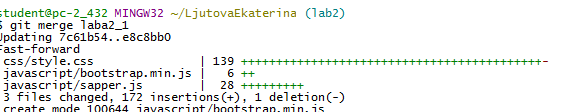 student@pc-2_432 MINGW32 ~/LjutovaEkaterina (lab2)
$ git merge laba2_1
Updating 7c61b54..e8c8bb0
Fast-forward
css/style.css | 139 ++++++++++++++++++++++++++++++++++++++++++++-
javascript/bootstrap.min.js | 6 ++
javascript/sapper.js | 28 +++++++++
3 files changed, 172 insertions(+), 1 deletion(-)
create mode 100644 javascript/bootstrap.min.js